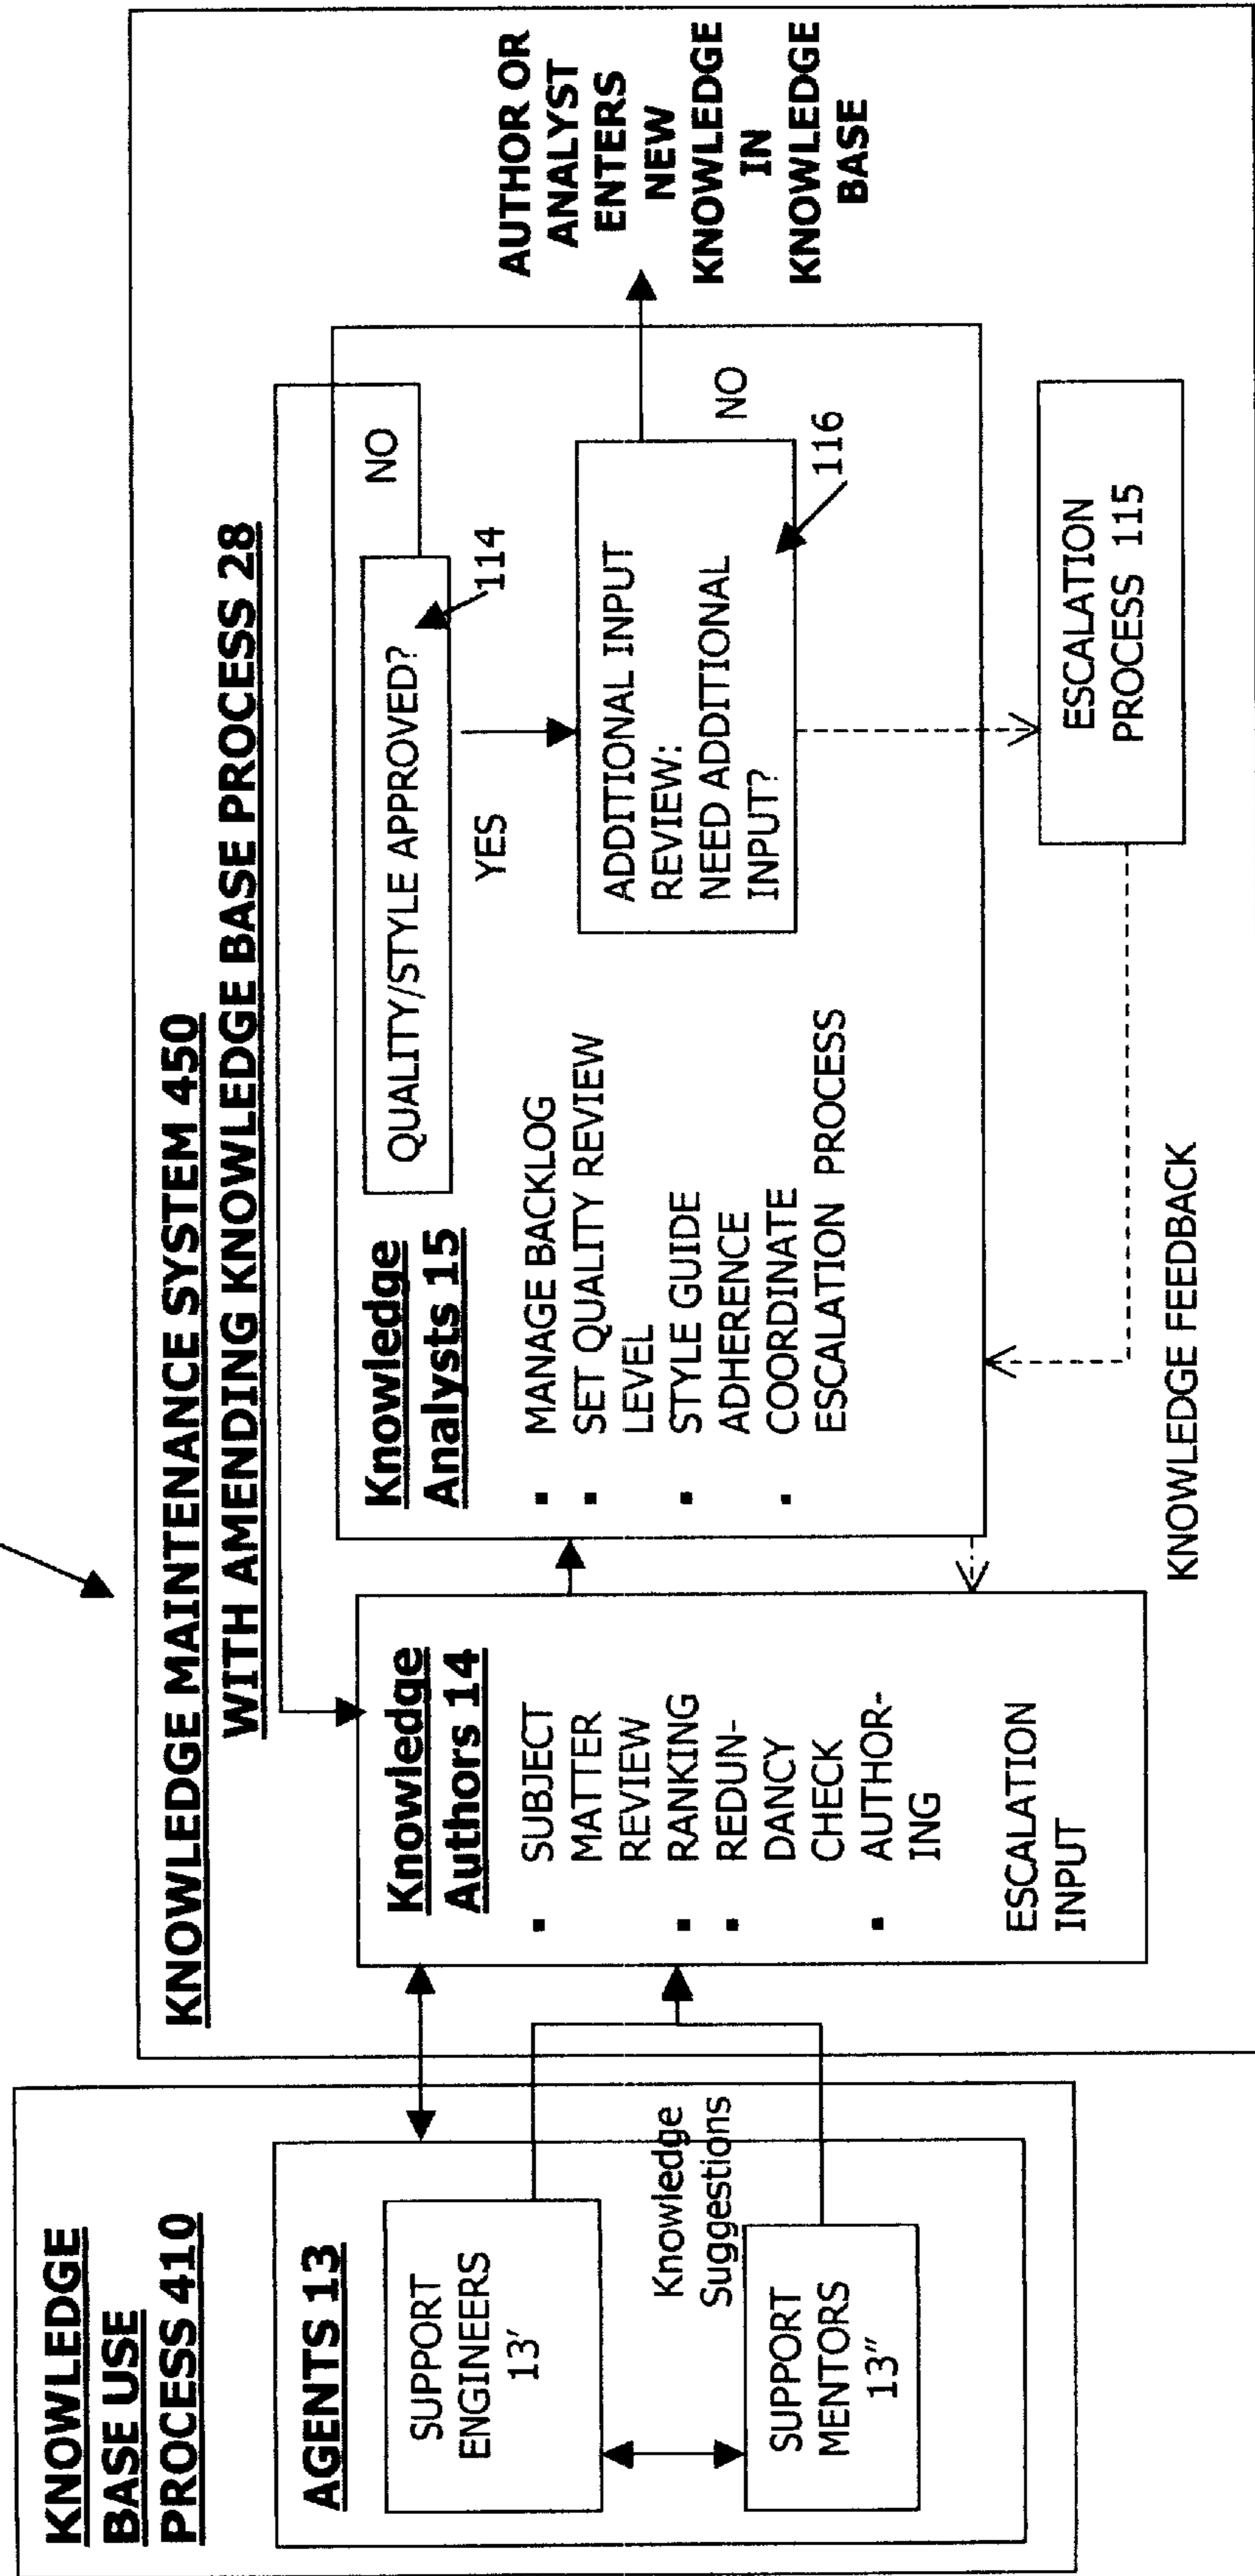 KNOWLEDGE
BASE USE
PROCESS 410
AGENTS 13
SUPPORT
ENGINEERS
13′
Knowledge
Suggestions
SUPPORT
MENTORS
13″
KNOWLEDGE MAINTENANCE SYSTEM 450
WITH AMENDING KNOWLEDGE BASE PROCESS 28
Knowledge
Authors 14
▪ SUBJECT
MATTER
REVIEW
▪ RANKING
▪ REDUN-
DANCY
CHECK
▪ AUTHOR-
ING
ESCALATION
INPUT
Knowledge
Analysts 15
▪ MANAGE BACKLOG
▪ SET QUALITY REVIEW
LEVEL
▪ STYLE GUIDE
ADHERENCE
▪ COORDINATE
ESCALATION PROCESS
QUALITY/STYLE APPROVED?
NO
114
YES
ADDITIONAL INPUT
REVIEW:
NEED ADDITIONAL
INPUT?
NO
116
AUTHOR OR
ANALYST
ENTERS
NEW
KNOWLEDGE
IN
KNOWLEDGE
BASE
ESCALATION
PROCESS 115
KNOWLEDGE FEEDBACK